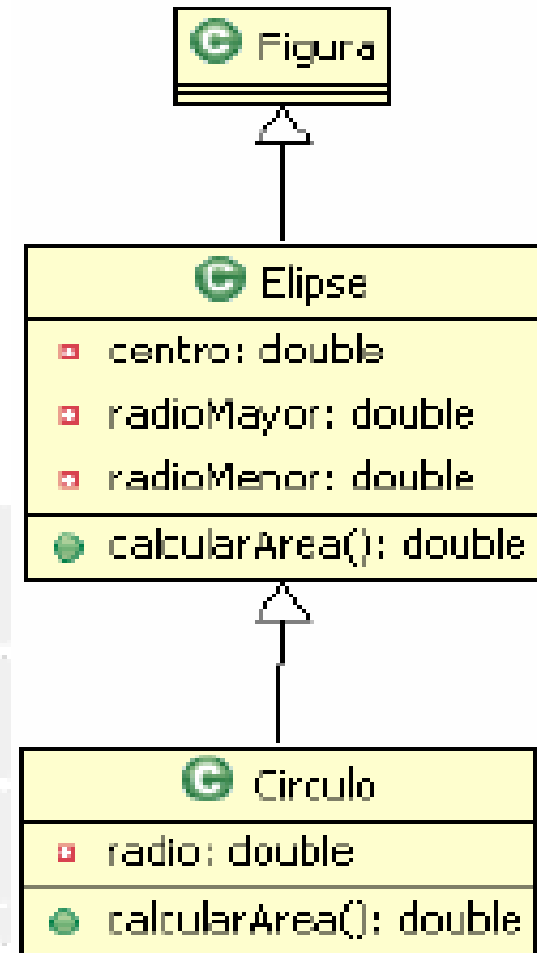 C Figura
C Elipse
centro: double
radioMayor: double
radioMenor: double
calcularArea(): double
C Circulo
radio: double
calcularArea(): double